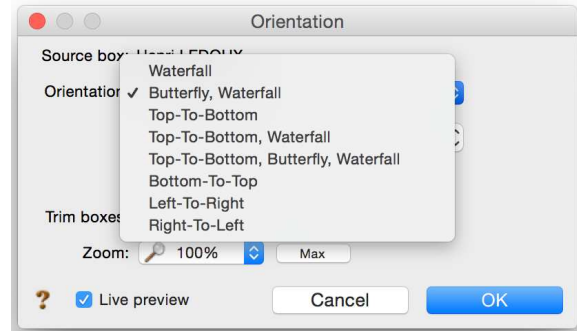 Orientation
Source box: Henri LEDOUX
Orientation
Waterfall
✓ Butterfly, Waterfall
Top-To-Bottom
Top-To-Bottom, Waterfall
Top-To-Bottom, Butterfly, Waterfall
Bottom-To-Top
Left-To-Right
Right-To-Left
Trim boxes
Zoom: 100% Max
? Live preview Cancel OK